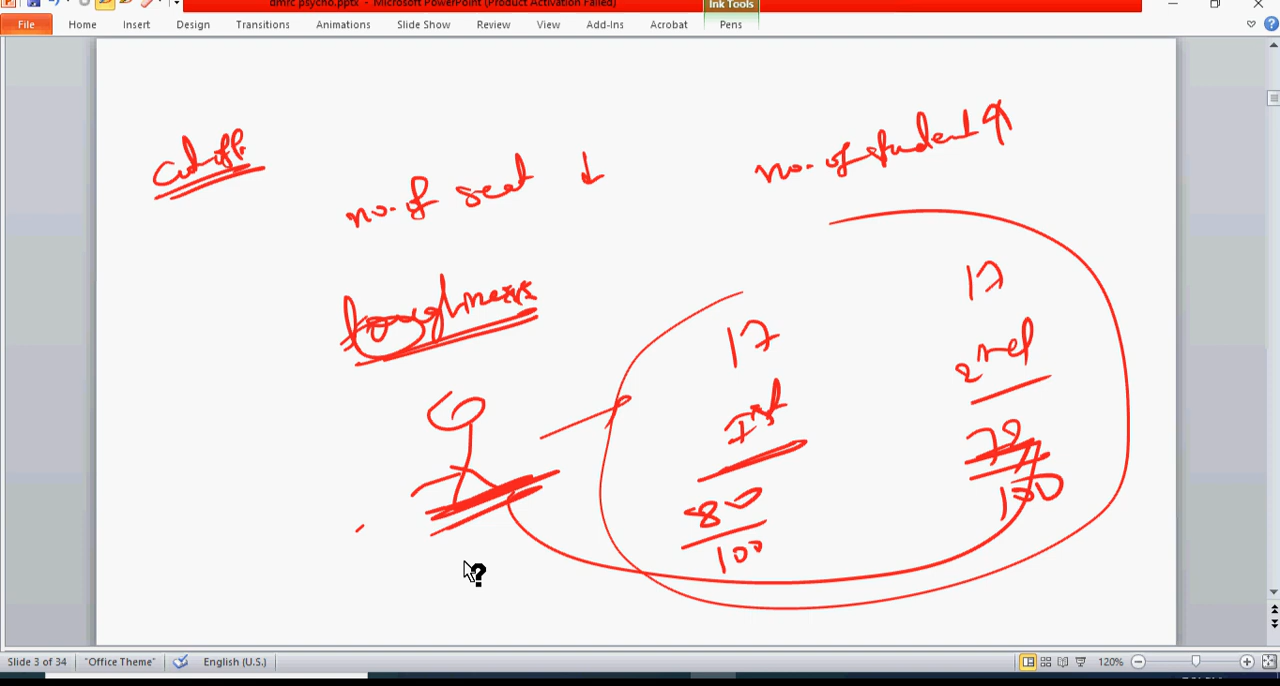 dmrc psycho.pptx - Microsoft PowerPoint (Product Activation Failed)
Ink Tools
File Home Insert Design Transitions Animations Slide Show Review View Add-Ins Acrobat Pens
cutoff
no. of seat ↓
no. of student ↑
toughness
17
Ist
80
100
17
2nd
100
?
Slide 3 of 34 "Office Theme" English (U.S.) 120%